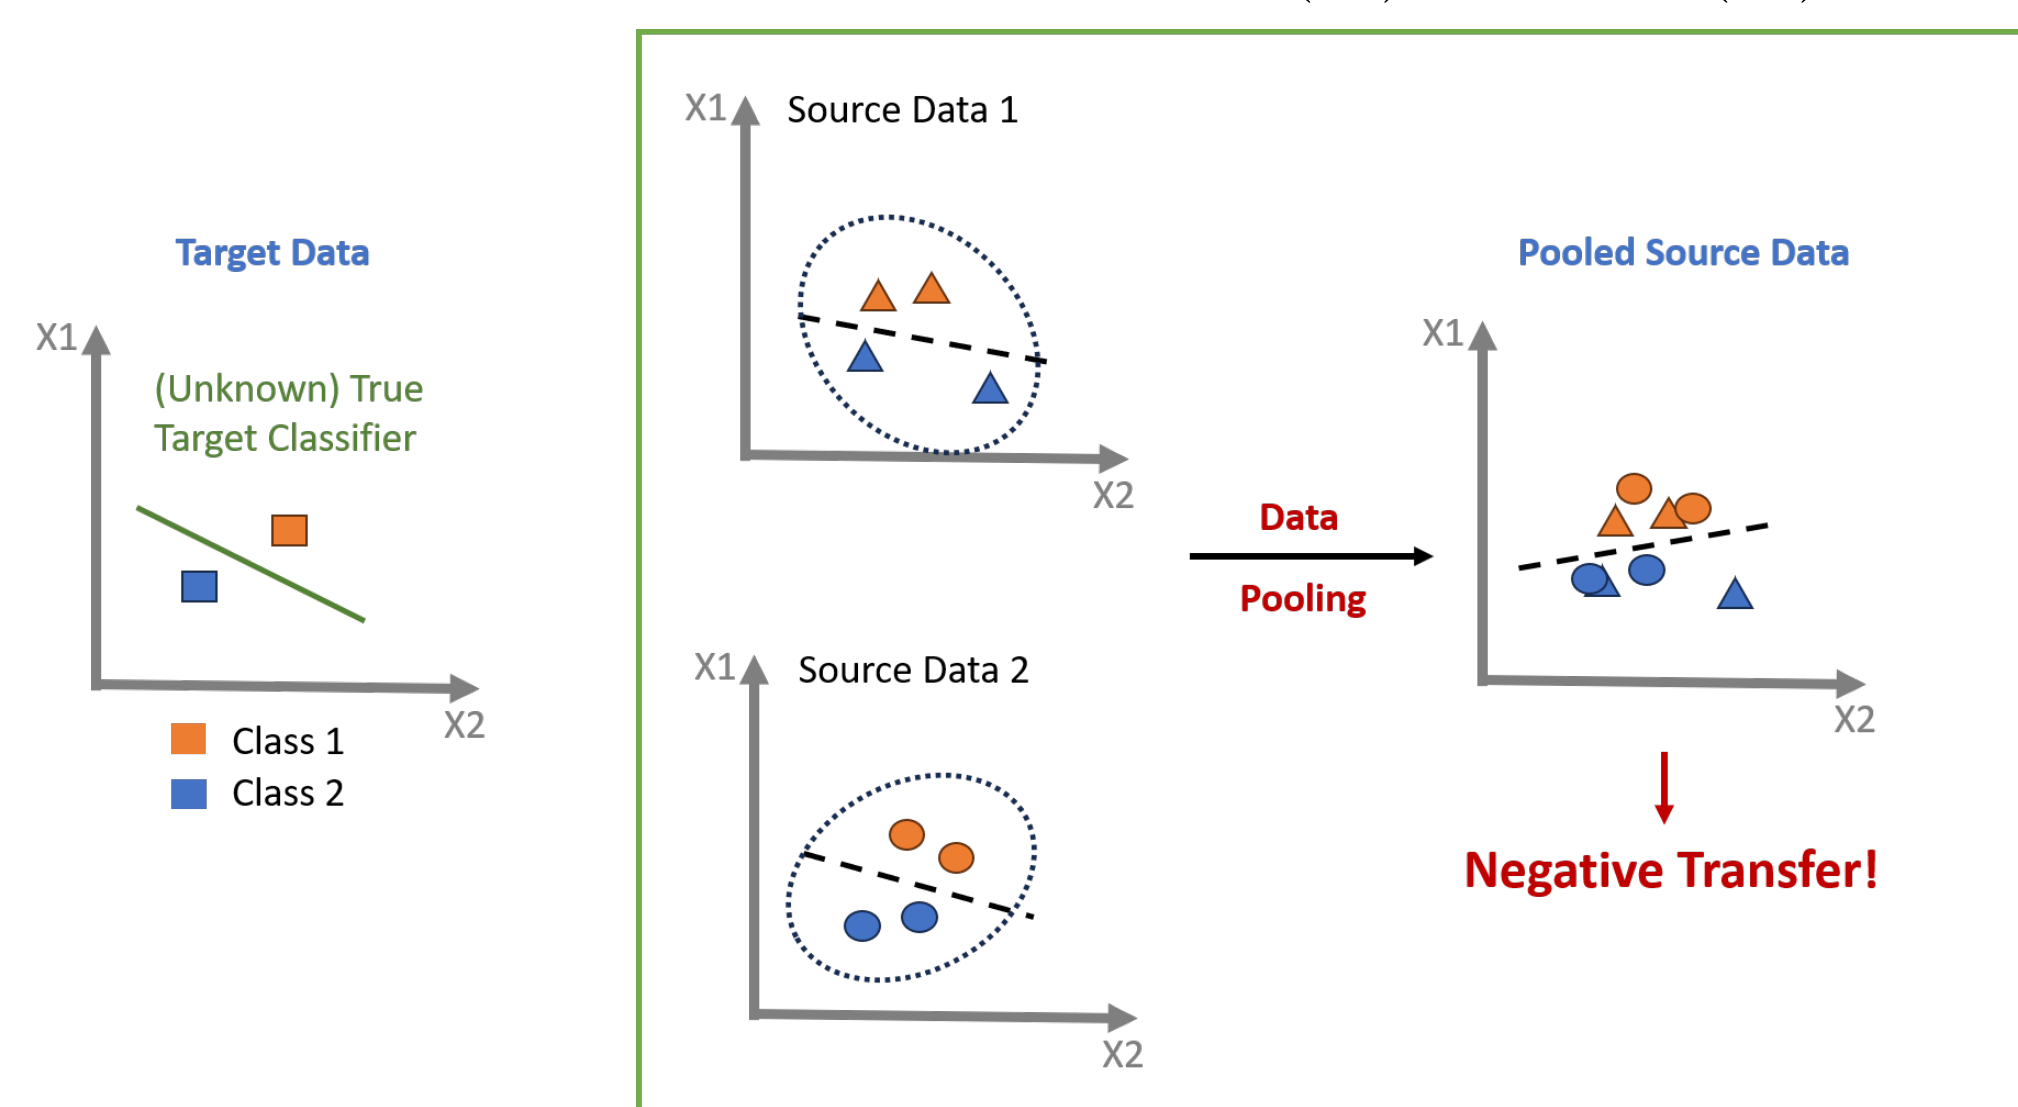 Target Data
X1
(Unknown) True
Target Classifier
X2
Class 1
Class 2
X1
Source Data 1
X2
X1
Source Data 2
X2
Data
Pooling
Pooled Source Data
X1
X2
Negative Transfer!